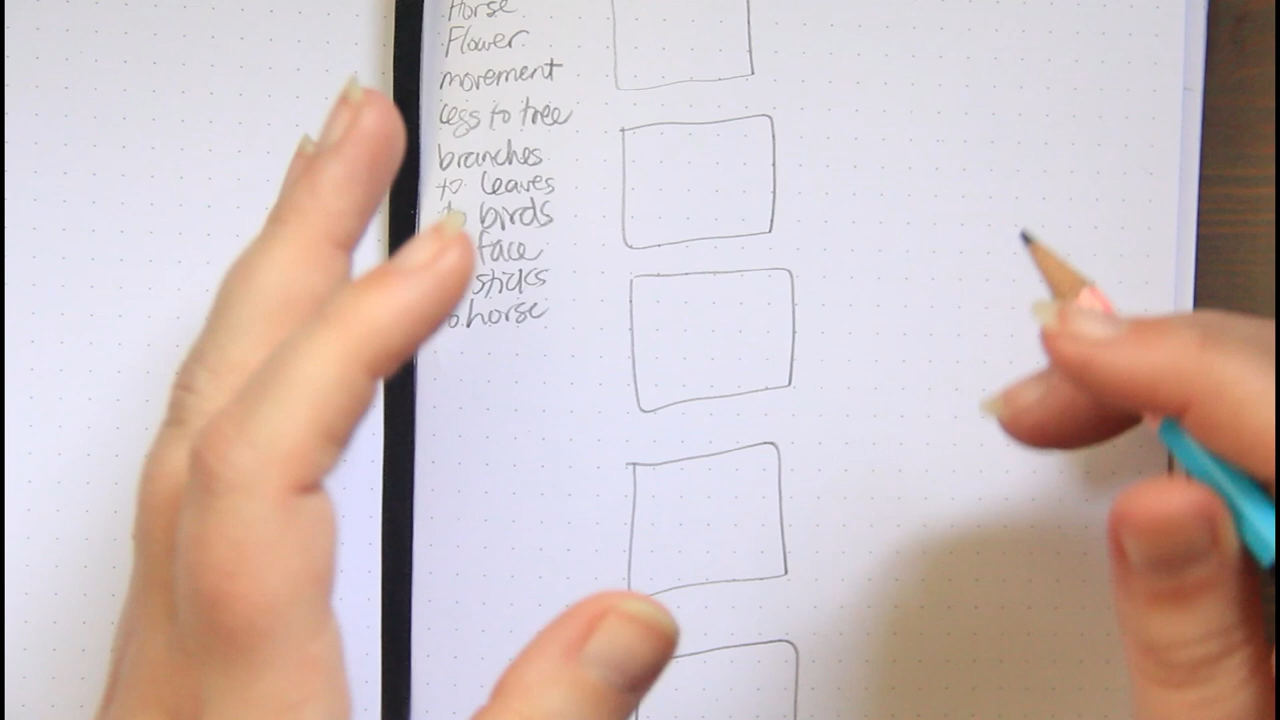 Horse
Flower
movement
legs to tree
branches
to leaves
birds
face
sticks
o horse